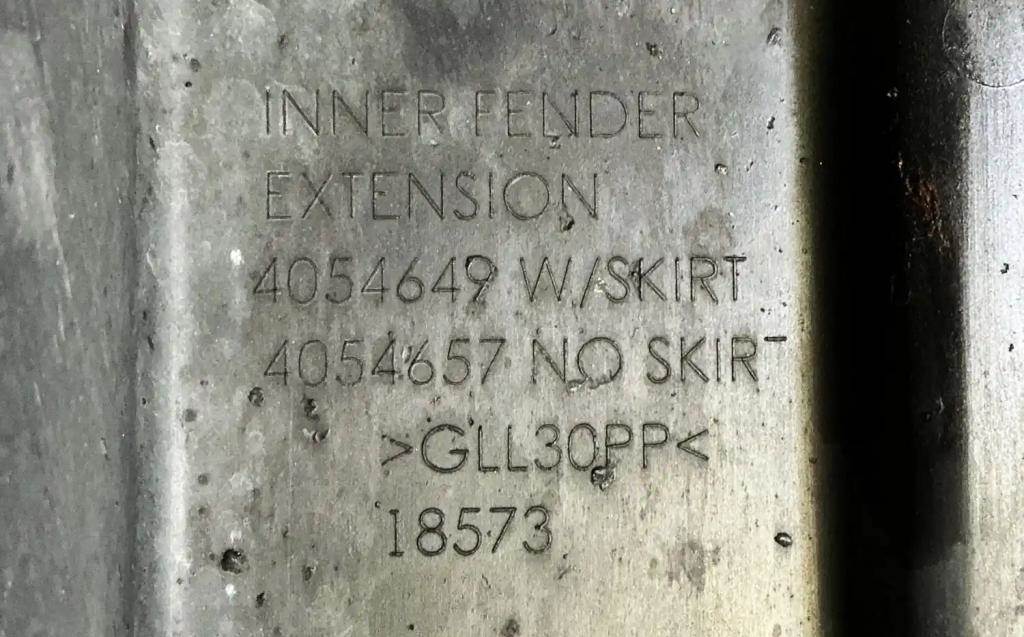 INNER FENDER
EXTENSION
4054649 W/SKIRT
4054657 NO SKIRT
>GLL30PP<
18573